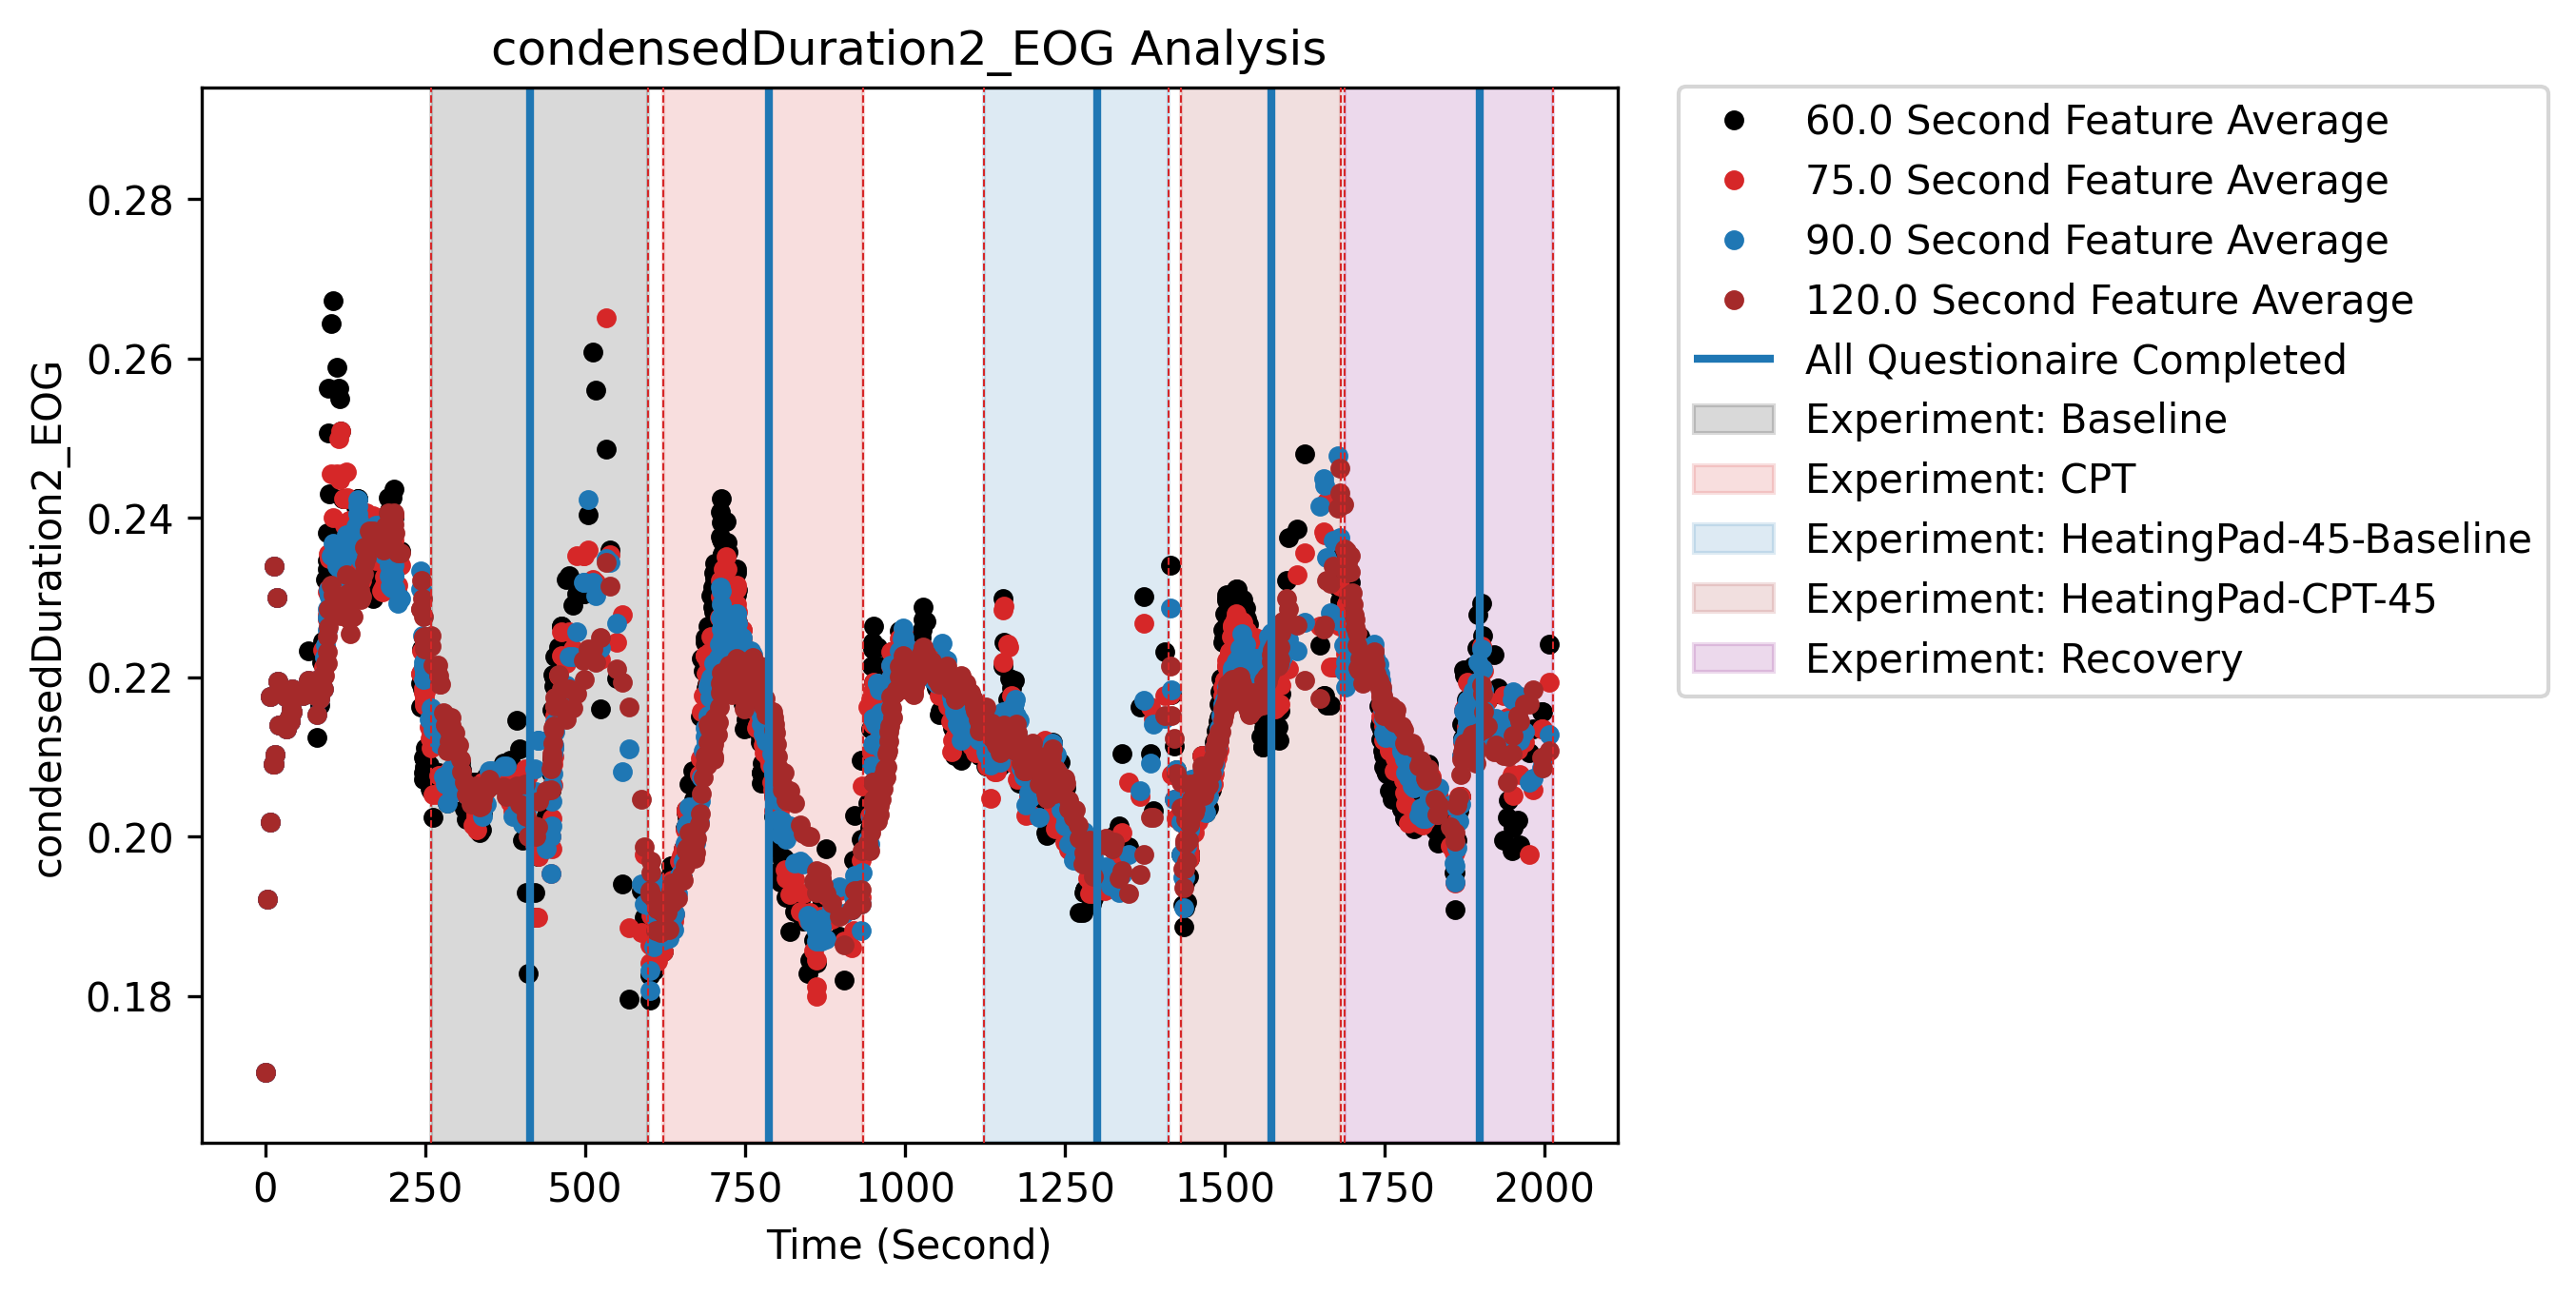 condensedDuration2_EOG Analysis
condensedDuration2_EOG
0.28
0.26
0.24
0.22
0.20
0.18
0 250 500 750 1000 1250 1500 1750 2000
Time (Second)
60.0 Second Feature Average
75.0 Second Feature Average
90.0 Second Feature Average
120.0 Second Feature Average
All Questionaire Completed
Experiment: Baseline
Experiment: CPT
Experiment: HeatingPad-45-Baseline
Experiment: HeatingPad-CPT-45
Experiment: Recovery